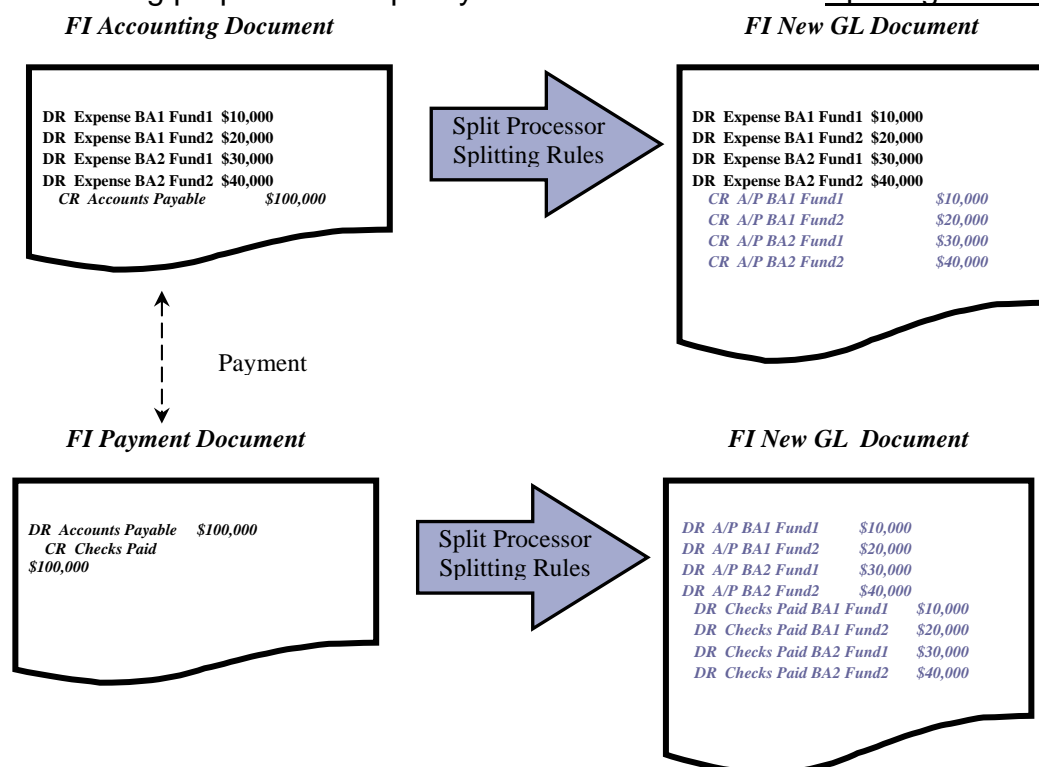 FI Accounting Document
DR Expense BA1 Fund1 $10,000
DR Expense BA1 Fund2 $20,000
DR Expense BA2 Fund1 $30,000
DR Expense BA2 Fund2 $40,000
CR Accounts Payable $100,000
Split Processor
Splitting Rules
FI New GL Document
DR Expense BA1 Fund1 $10,000
DR Expense BA1 Fund2 $20,000
DR Expense BA2 Fund1 $30,000
DR Expense BA2 Fund2 $40,000
CR A/P BA1 Fund1 $10,000
CR A/P BA1 Fund2 $20,000
CR A/P BA2 Fund1 $30,000
CR A/P BA2 Fund2 $40,000
Payment
FI Payment Document
DR Accounts Payable $100,000
CR Checks Paid
$100,000
Split Processor
Splitting Rules
FI New GL Document
DR A/P BA1 Fund1 $10,000
DR A/P BA1 Fund2 $20,000
DR A/P BA2 Fund1 $30,000
DR A/P BA2 Fund2 $40,000
DR Checks Paid BA1 Fund1 $10,000
DR Checks Paid BA1 Fund2 $20,000
DR Checks Paid BA2 Fund1 $30,000
DR Checks Paid BA2 Fund2 $40,000